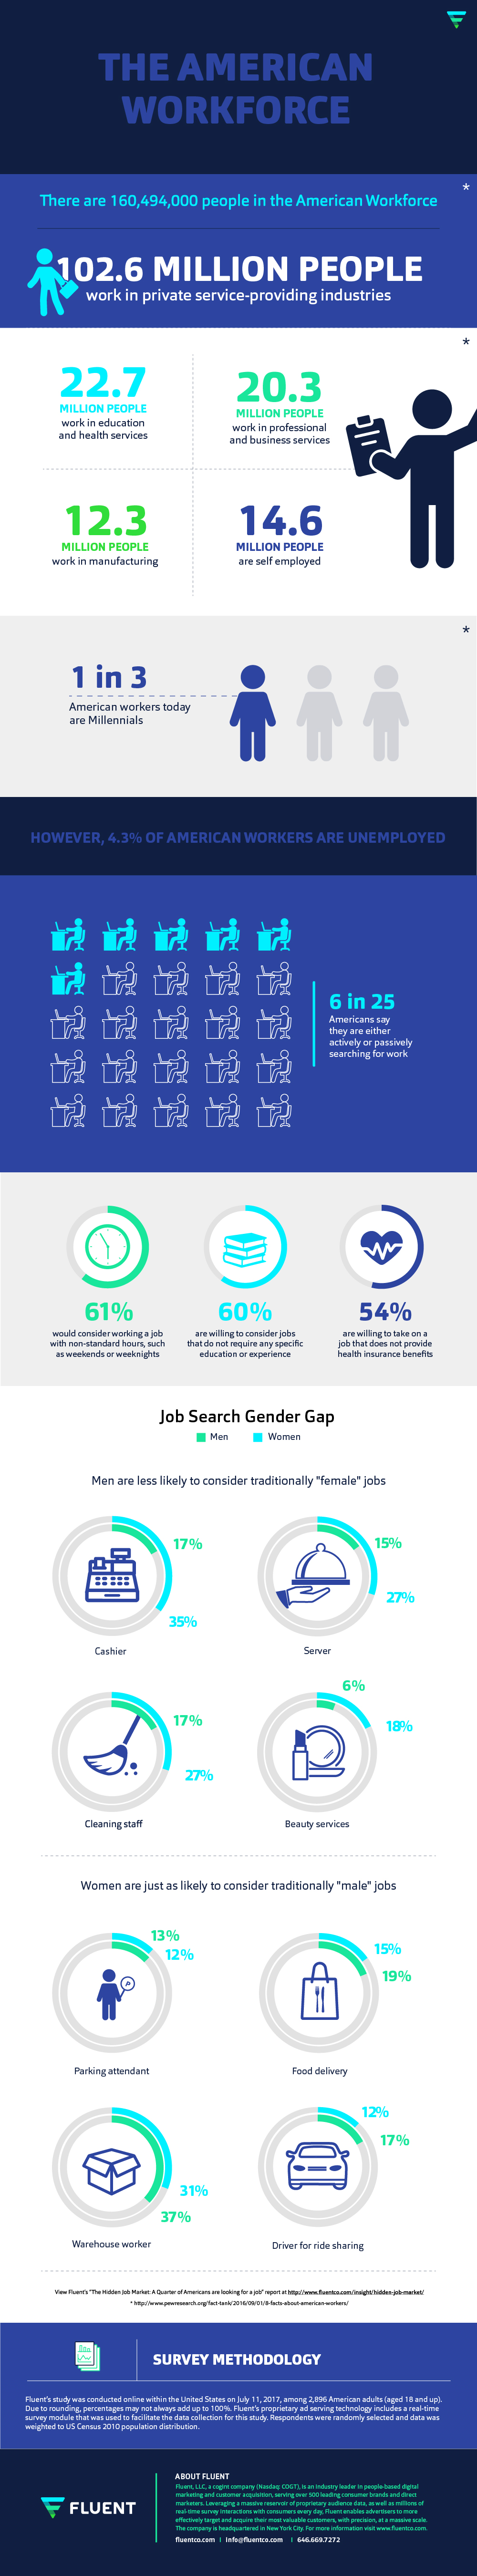 THE AMERICAN
WORKFORCE
*
There are 160,494,000 people in the American Workforce
102.6 MILLION PEOPLE
work in private service-providing industries
*
22.7
MILLION PEOPLE
work in education
and health services
20.3
MILLION PEOPLE
work in professional
and business services
12.3
MILLION PEOPLE
work in manufacturing
14.6
MILLION PEOPLE
are self employed
*
1 in 3
American workers today
are Millennials
HOWEVER, 4.3% OF AMERICAN WORKERS ARE UNEMPLOYED
6 in 25
Americans say
they are either
actively or passively
searching for work
61%
would consider working a job
with non-standard hours, such
as weekends or weeknights
60%
are willing to consider jobs
that do not require any specific
education or experience
54%
are willing to take on a
job that does not provide
health insurance benefits
Job Search Gender Gap
Men
Women
Men are less likely to consider traditionally "female" jobs
17%
35%
Cashier
15%
27%
Server
17%
27%
Cleaning staff
6%
18%
Beauty services
Women are just as likely to consider traditionally "male" jobs
13%
12%
Parking attendant
15%
19%
Food delivery
31%
37%
Warehouse worker
12%
17%
Driver for ride sharing
View Fluent's "The Hidden Job Market: A Quarter of Americans are looking for a job" report at http://www.fluentco.com/insight/hidden-job-market/
* http://www.pewresearch.org/fact-tank/2016/09/01/8-facts-about-american-workers/
SURVEY METHODOLOGY
Fluent's study was conducted online within the United States on July 11, 2017, among 2,896 American adults (aged 18 and up).
Due to rounding, percentages may not always add up to 100%. Fluent's proprietary ad serving technology includes a real-time
survey module that was used to facilitate the data collection for this study. Respondents were randomly selected and data was
weighted to US Census 2010 population distribution.
FLUENT
ABOUT FLUENT
Fluent, LLC, a cogint company (Nasdaq: COGT), is an industry leader in people-based digital
marketing and customer acquisition, serving over 500 leading consumer brands and direct
marketers. Leveraging a massive reservoir of proprietary audience data, as well as millions of
real-time survey interactions with consumers every day, Fluent enables advertisers to more
effectively target and acquire their most valuable customers, with precision, at a massive scale.
The company is headquartered in New York City. For more information visit www.fluentco.com.
fluentco.com | info@fluentco.com | 646.669.7272